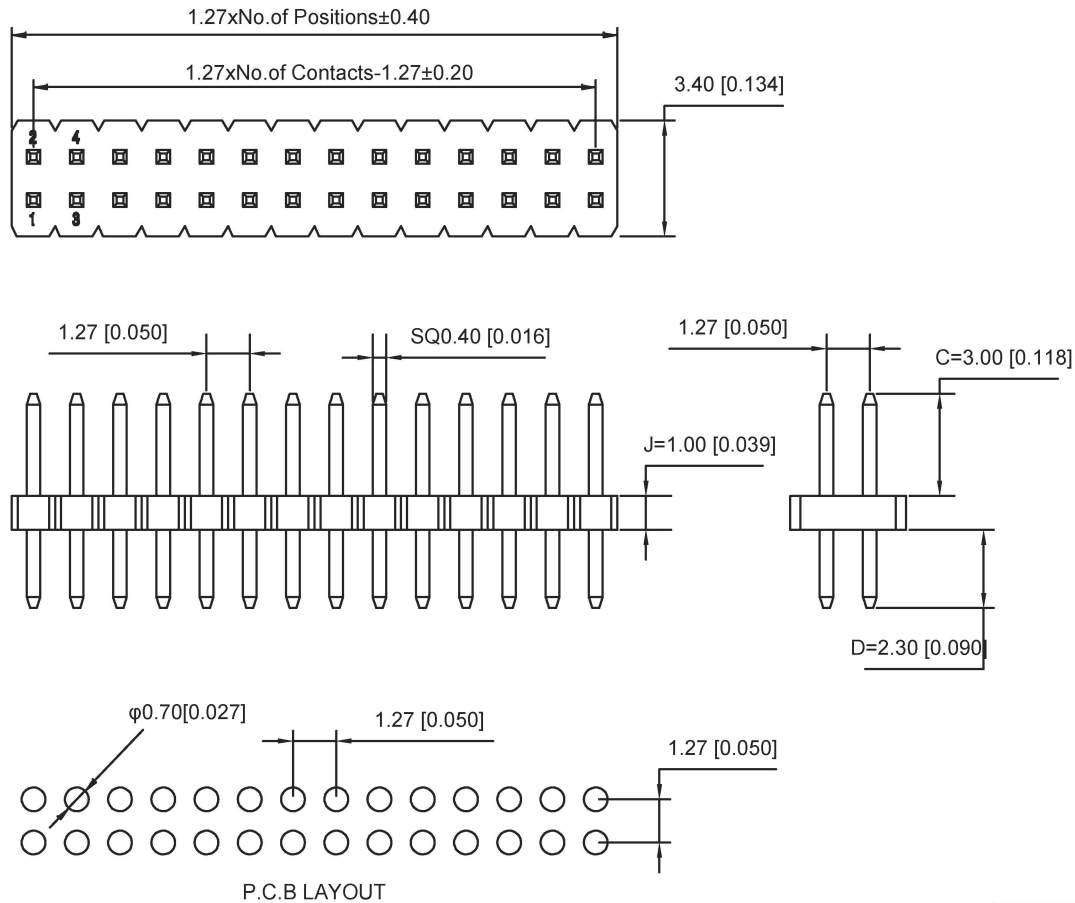 1.27xNo.of Positions±0.40
1.27xNo.of Contacts-1.27±0.20
3.40 [0.134]
2 4
1 3
1.27 [0.050]
SQ0.40 [0.016]
1.27 [0.050]
C=3.00 [0.118]
J=1.00 [0.039]
D=2.30 [0.090]
φ0.70[0.027]
1.27 [0.050]
1.27 [0.050]
P.C.B LAYOUT